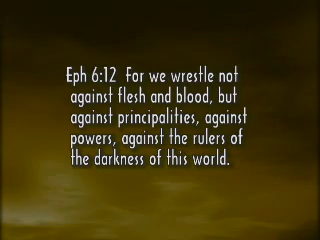 Eph 6:12 For we wrestle not
against flesh and blood, but
against principalities, against
powers, against the rulers of
the darkness of this world.